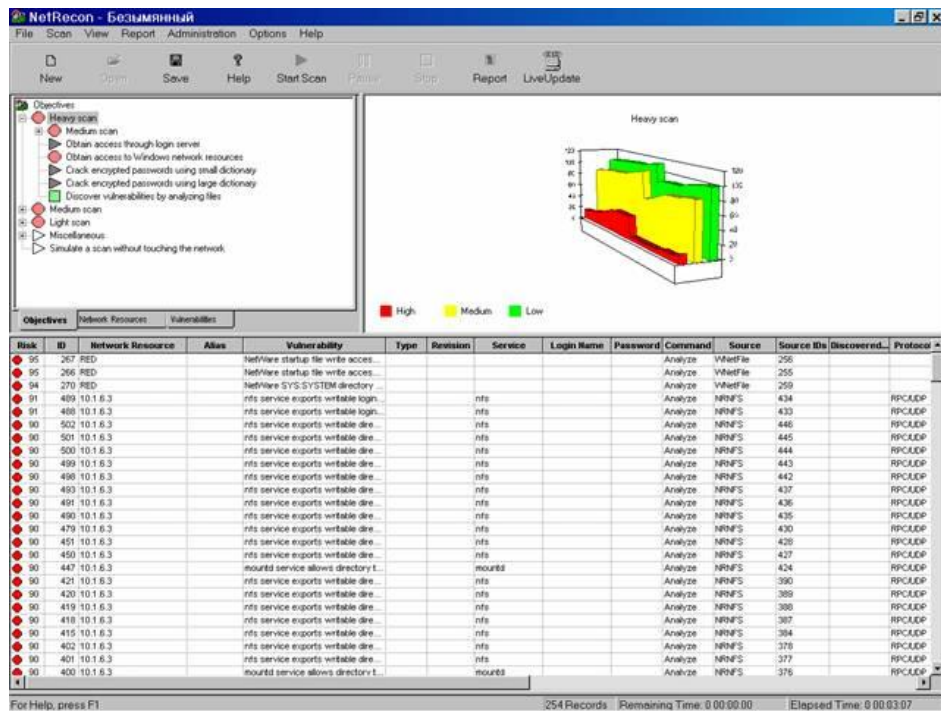 NetRecon - Безымянный
File Scan View Report Administration Options Help
New Open Save Help Start Scan Pause Stop Report LiveUpdate
Objectives
Heavy scan
Medium scan
Obtain access through login server
Obtain access to Windows network resources
Crack encrypted passwords using small dictionary
Crack encrypted passwords using large dictionary
Discover vulnerabilities by analyzing files
Medium scan
Light scan
Miscellaneous
Simulate a scan without touching the network
Objectives Network Resources Vulnerabilities
Heavy scan
High Medium Low
Risk ID Network Resource Alias Vulnerability Type Revision Service Login Name Password Command Source Source IDs Discovered... Protocol
95 267 RED NetWare startup file write acces... Analyze WNetFile 256
95 266 RED NetWare startup file write acces... Analyze WNetFile 255
94 270 RED NetWare SYS:SYSTEM directory ... Analyze WNetFile 259
91 489 10.1.6.3 nfs service exports writable login... nfs Analyze NRNFS 434 RPC/UDP
91 488 10.1.6.3 nfs service exports writable login... nfs Analyze NRNFS 433 RPC/UDP
90 502 10.1.6.3 nfs service exports writable dire... nfs Analyze NRNFS 446 RPC/UDP
90 501 10.1.6.3 nfs service exports writable dire... nfs Analyze NRNFS 445 RPC/UDP
90 500 10.1.6.3 nfs service exports writable dire... nfs Analyze NRNFS 444 RPC/UDP
90 499 10.1.6.3 nfs service exports writable dire... nfs Analyze NRNFS 443 RPC/UDP
90 498 10.1.6.3 nfs service exports writable dire... nfs Analyze NRNFS 442 RPC/UDP
90 493 10.1.6.3 nfs service exports writable dire... nfs Analyze NRNFS 437 RPC/UDP
90 491 10.1.6.3 nfs service exports writable dire... nfs Analyze NRNFS 436 RPC/UDP
90 490 10.1.6.3 nfs service exports writable dire... nfs Analyze NRNFS 435 RPC/UDP
90 479 10.1.6.3 nfs service exports writable dire... nfs Analyze NRNFS 430 RPC/UDP
90 451 10.1.6.3 nfs service exports writable dire... nfs Analyze NRNFS 428 RPC/UDP
90 450 10.1.6.3 nfs service exports writable dire... nfs Analyze NRNFS 427 RPC/UDP
90 447 10.1.6.3 mountd service allows directory t... mountd Analyze NRNFS 424 RPC/UDP
90 421 10.1.6.3 nfs service exports writable dire... nfs Analyze NRNFS 390 RPC/UDP
90 420 10.1.6.3 nfs service exports writable dire... nfs Analyze NRNFS 389 RPC/UDP
90 419 10.1.6.3 nfs service exports writable dire... nfs Analyze NRNFS 388 RPC/UDP
90 418 10.1.6.3 nfs service exports writable dire... nfs Analyze NRNFS 387 RPC/UDP
90 415 10.1.6.3 nfs service exports writable dire... nfs Analyze NRNFS 384 RPC/UDP
90 402 10.1.6.3 nfs service exports writable dire... nfs Analyze NRNFS 378 RPC/UDP
90 401 10.1.6.3 nfs service exports writable dire... nfs Analyze NRNFS 377 RPC/UDP
90 400 10.1.6.3 mountd service allows directory t... mountd Analyze NRNFS 376 RPC/UDP
For Help, press F1 254 Records Remaining Time: 0 00:00:00 Elapsed Time: 0 00:03:07